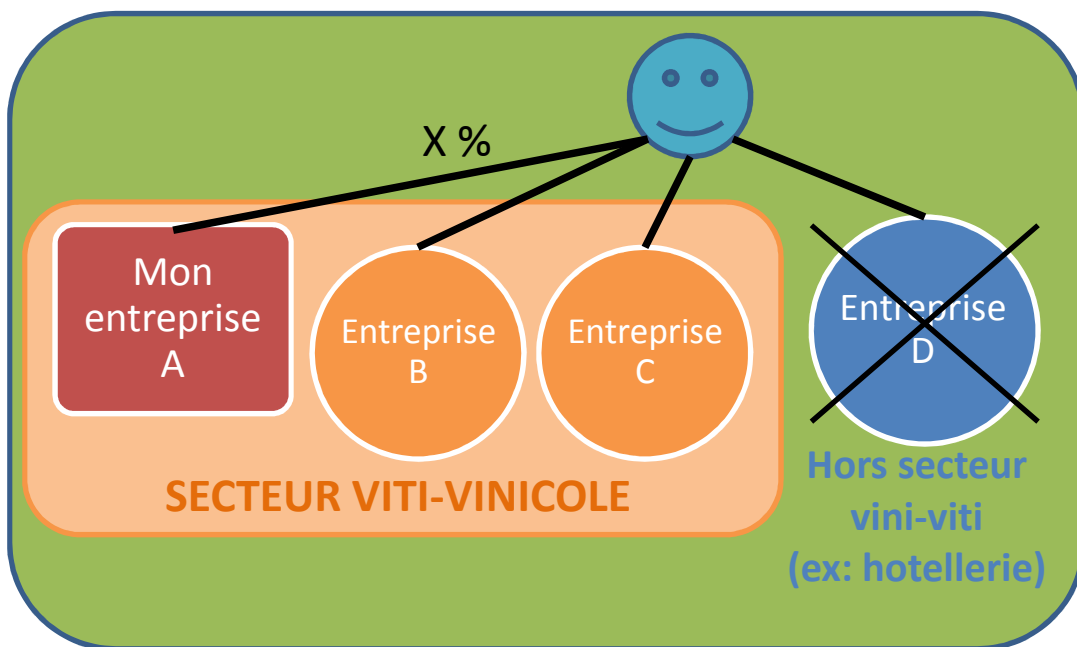 X %
Mon
entreprise
A
Entreprise
B
Entreprise
C
Entreprise
D
SECTEUR VITI-VINICOLE
Hors secteur
vini-viti
(ex: hotellerie)